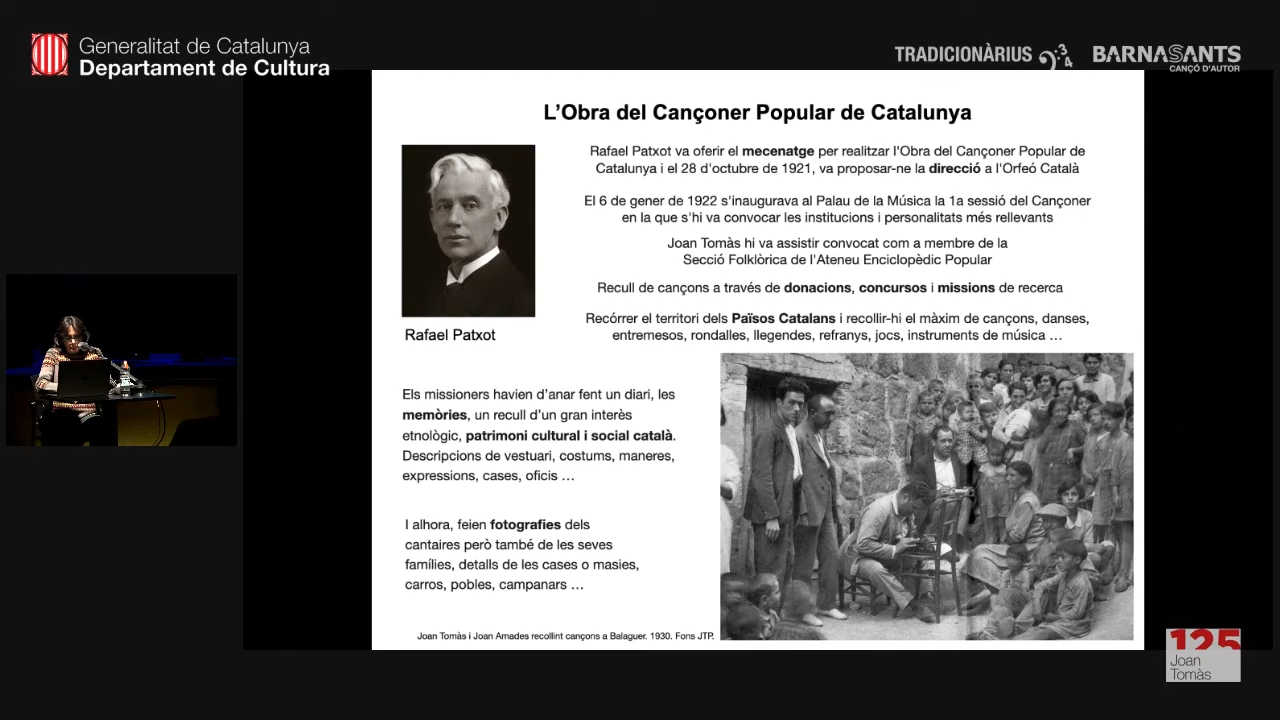 Generalitat de Catalunya
Departament de Cultura
TRADICIONÀRIUS
BARNASANTS
CANÇÓ D'AUTOR
L'Obra del Cançoner Popular de Catalunya
Rafael Patxot va oferir el mecenatge per realitzar l'Obra del Cançoner Popular de
Catalunya i el 28 d'octubre de 1921, va proposar-ne la direcció a l'Orfeó Català
El 6 de gener de 1922 s'inaugurava al Palau de la Música la 1a sessió del Cançoner
en la que s'hi va convocar les institucions i personalitats més rellevants
Joan Tomàs hi va assistir convocat com a membre de la
Secció Folklòrica de l'Ateneu Enciclopèdic Popular
Recull de cançons a través de donacions, concursos i missions de recerca
Recórrer el territori dels Països Catalans i recollir-hi el màxim de cançons, danses,
entremesos, rondalles, llegendes, refranys, jocs, instruments de música …
Rafael Patxot
Els missioners havien d'anar fent un diari, les
memòries, un recull d'un gran interès
etnològic, patrimoni cultural i social català.
Descripcions de vestuari, costums, maneres,
expressions, cases, oficis …
I alhora, feien fotografies dels
cantaires però també de les seves
famílies, detalls de les cases o masies,
carros, pobles, campanars …
Joan Tomàs i Joan Amades recollint cançons a Balaguer. 1930. Fons JTP.
125
Joan
Tomàs